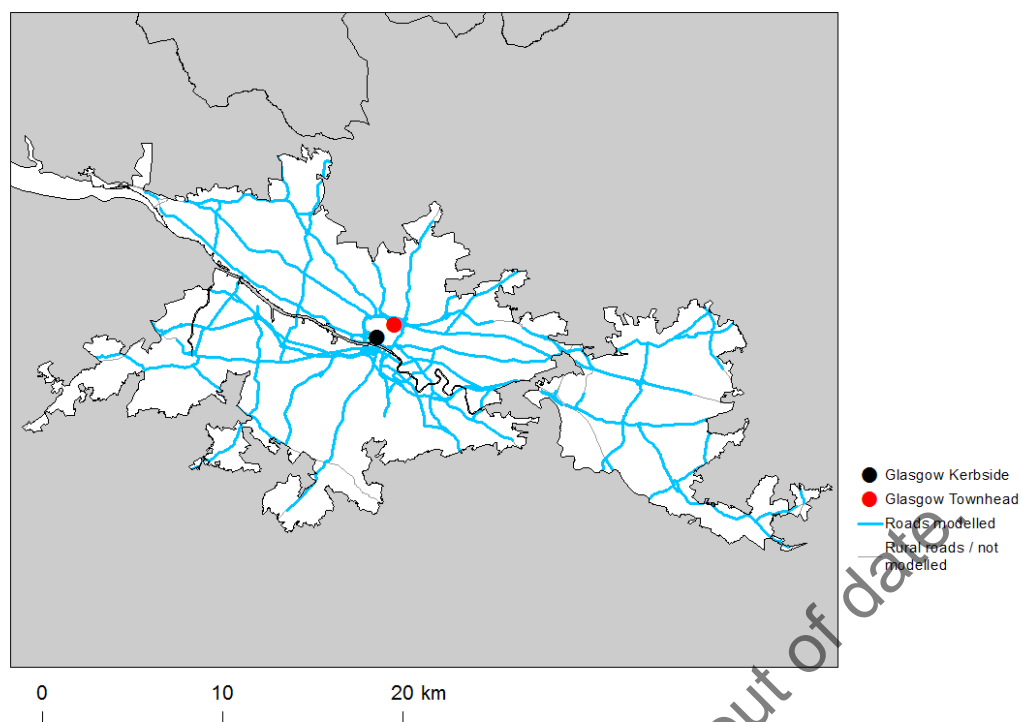 Glasgow Kerbside
Glasgow Townhead
Roads modelled
Rural roads / not
modelled
out of date.
0 10 20 km